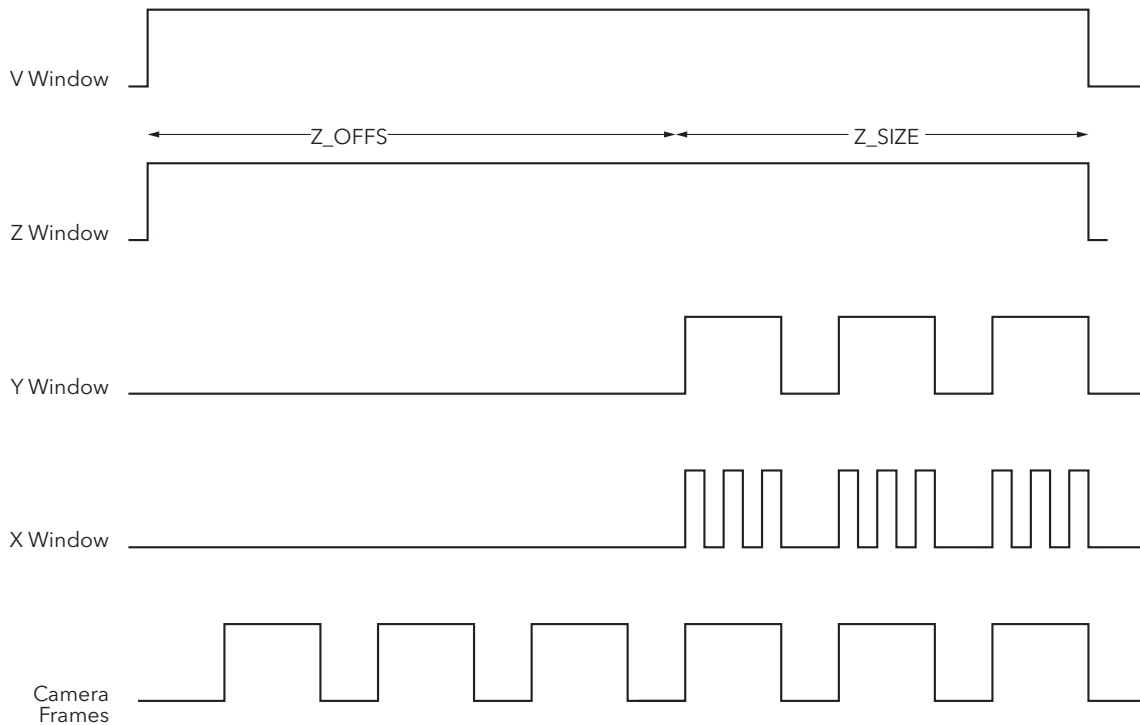 V Window
Z_OFFS
Z_SIZE
Z Window
Y Window
X Window
Camera
Frames